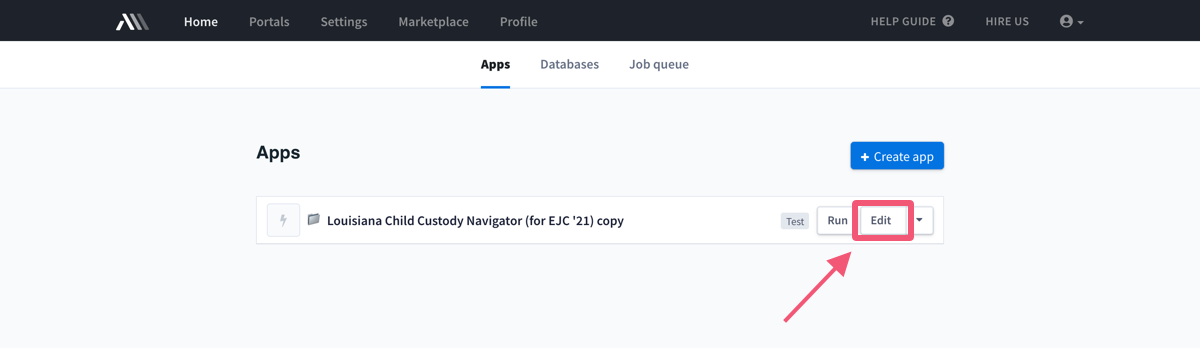 Home Portals Settings Marketplace Profile HELP GUIDE ? HIRE US
Apps Databases Job queue
Apps
+ Create app
Louisiana Child Custody Navigator (for EJC '21) copy Test Run Edit